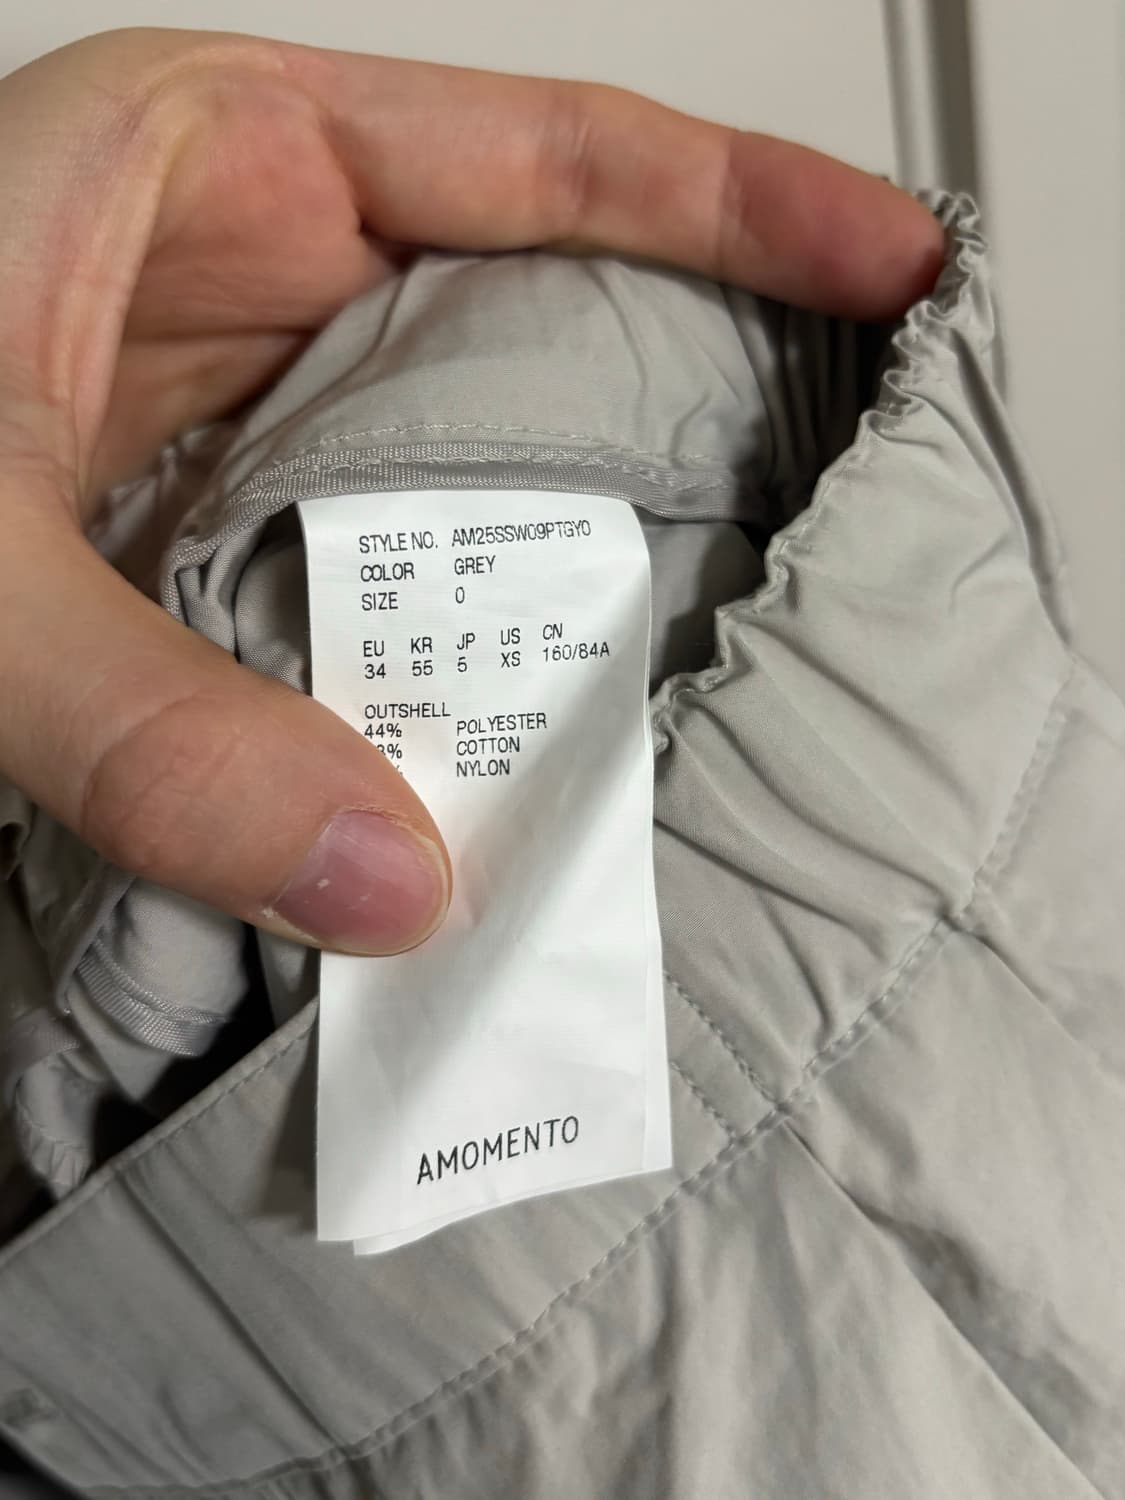 STYLE NO. AM25SSW09PTGY0
COLOR GREY
SIZE 0
EU KR JP US CN
34 55 5 XS 160/84A
OUTSHELL
44% POLYESTER
COTTON
NYLON
AMOMENTO